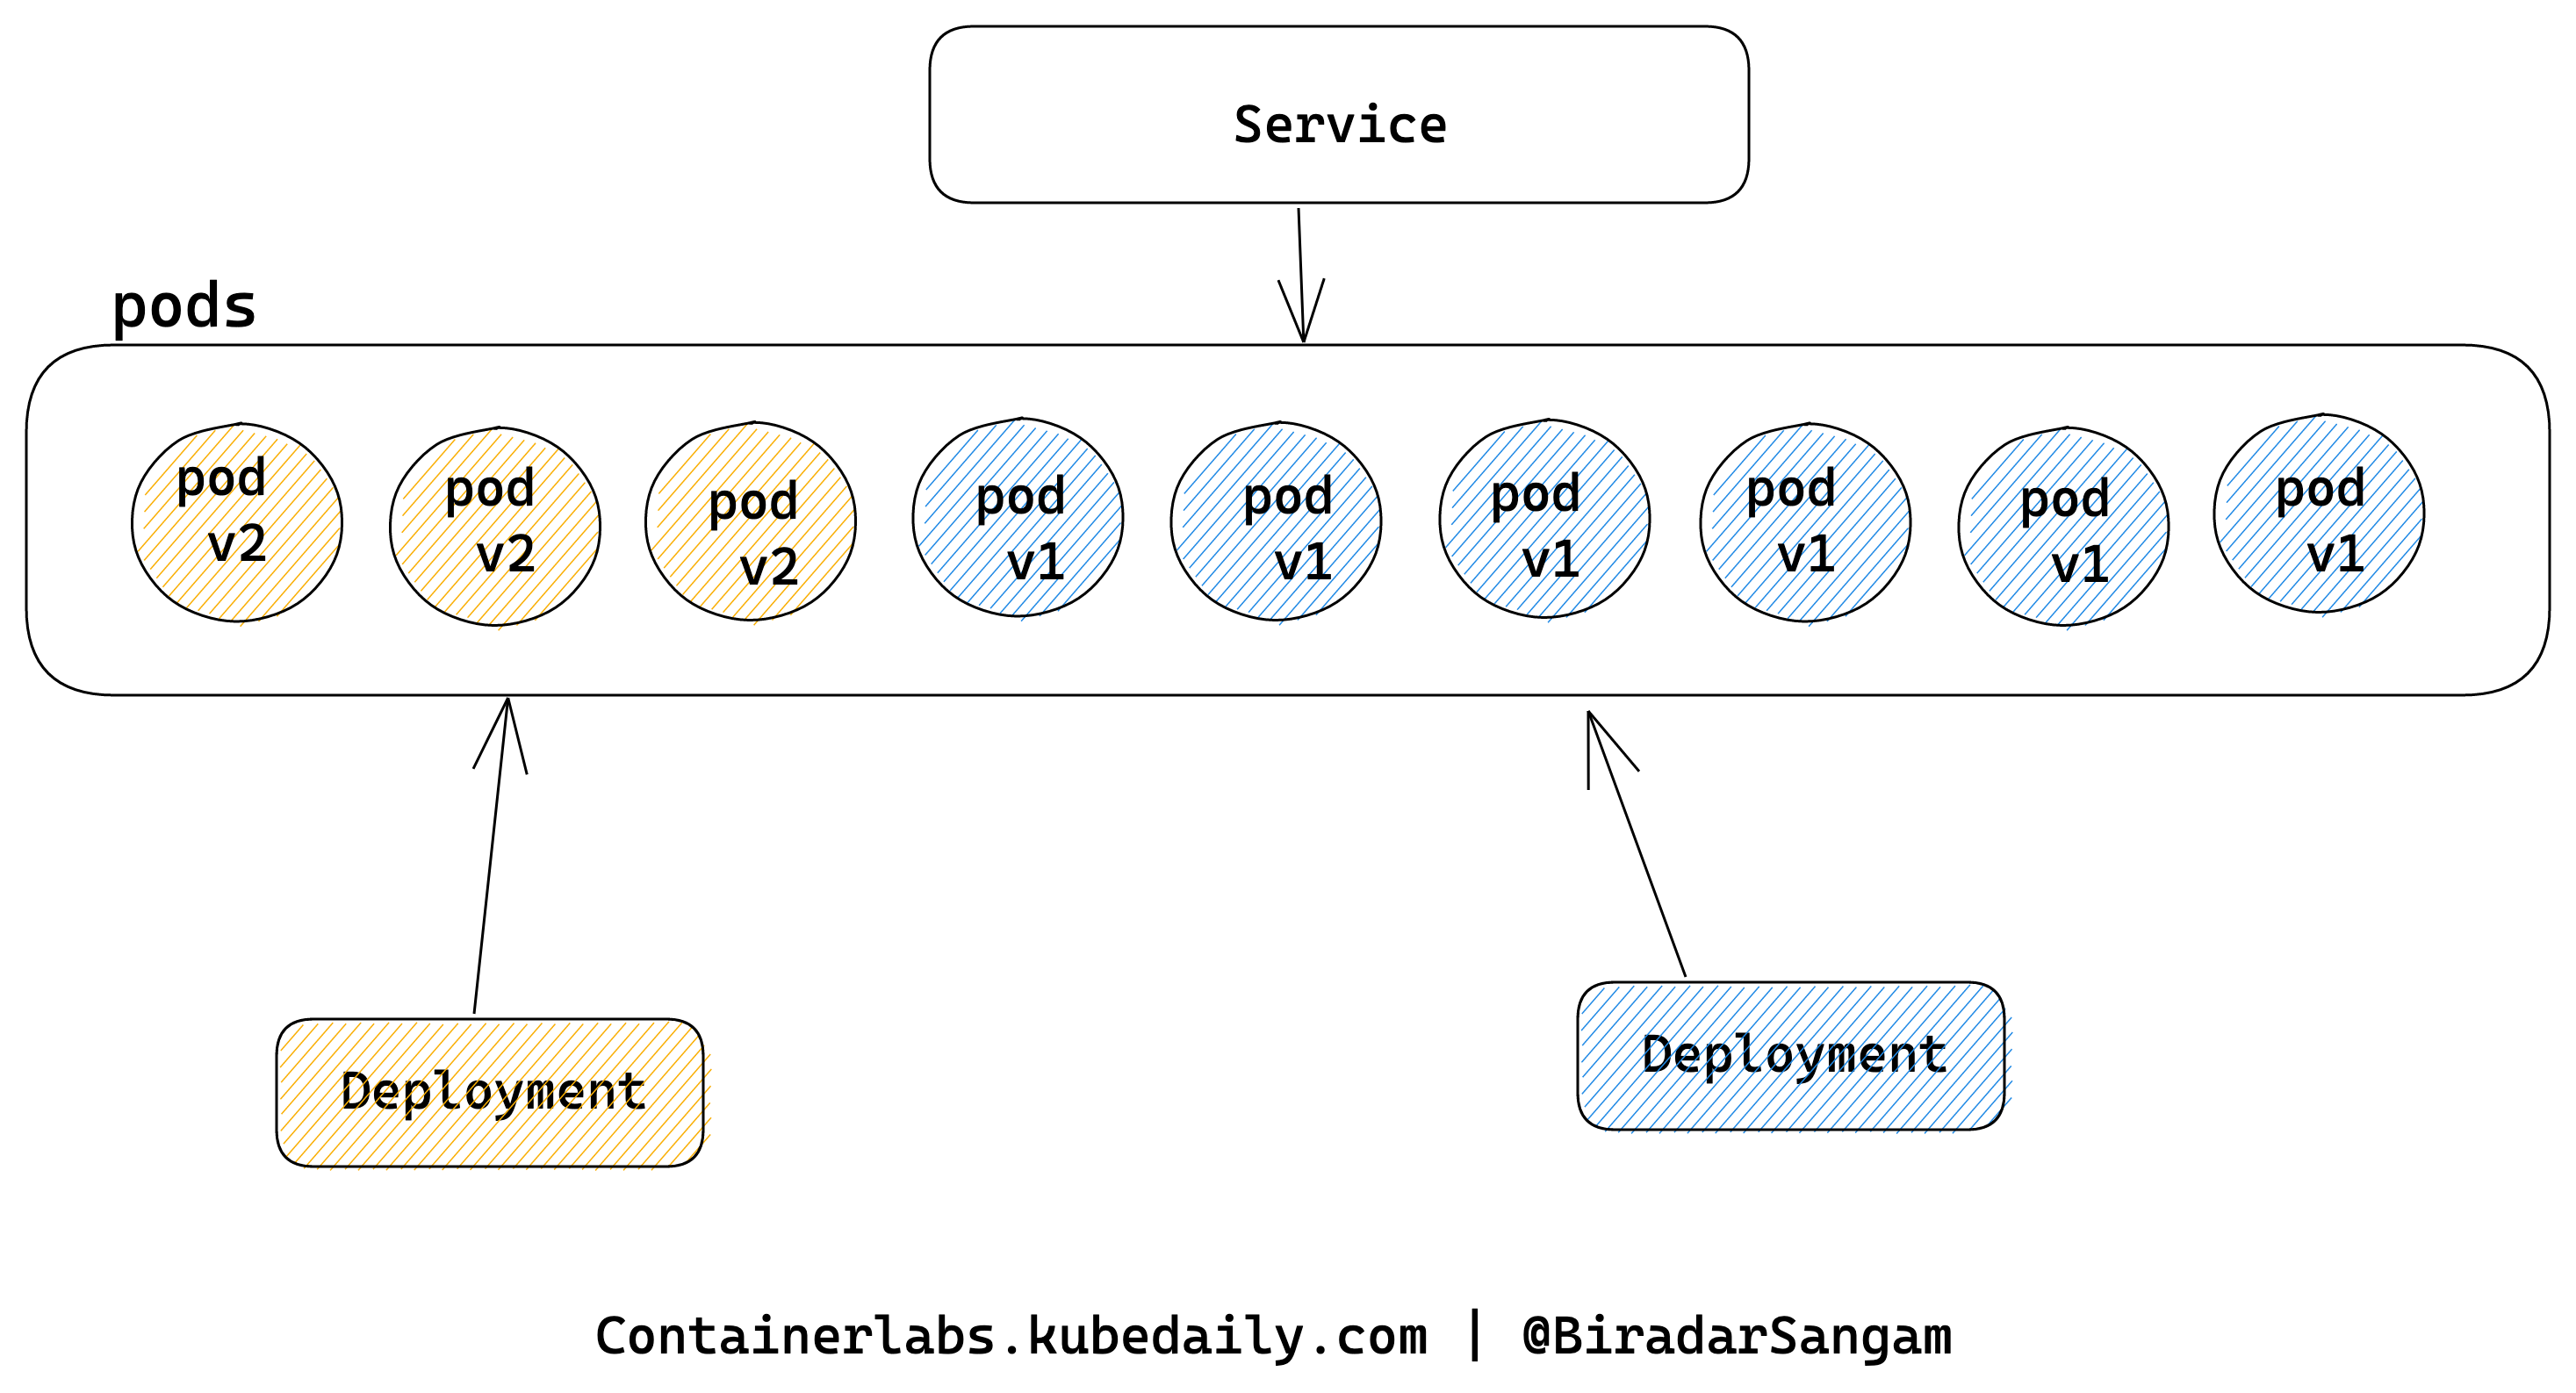 Service
pods
pod
v2
pod
v2
pod
v2
pod
v1
pod
v1
pod
v1
pod
v1
pod
v1
pod
v1
Deployment
Deployment
Containerlabs.kubedaily.com | @BiradarSangam